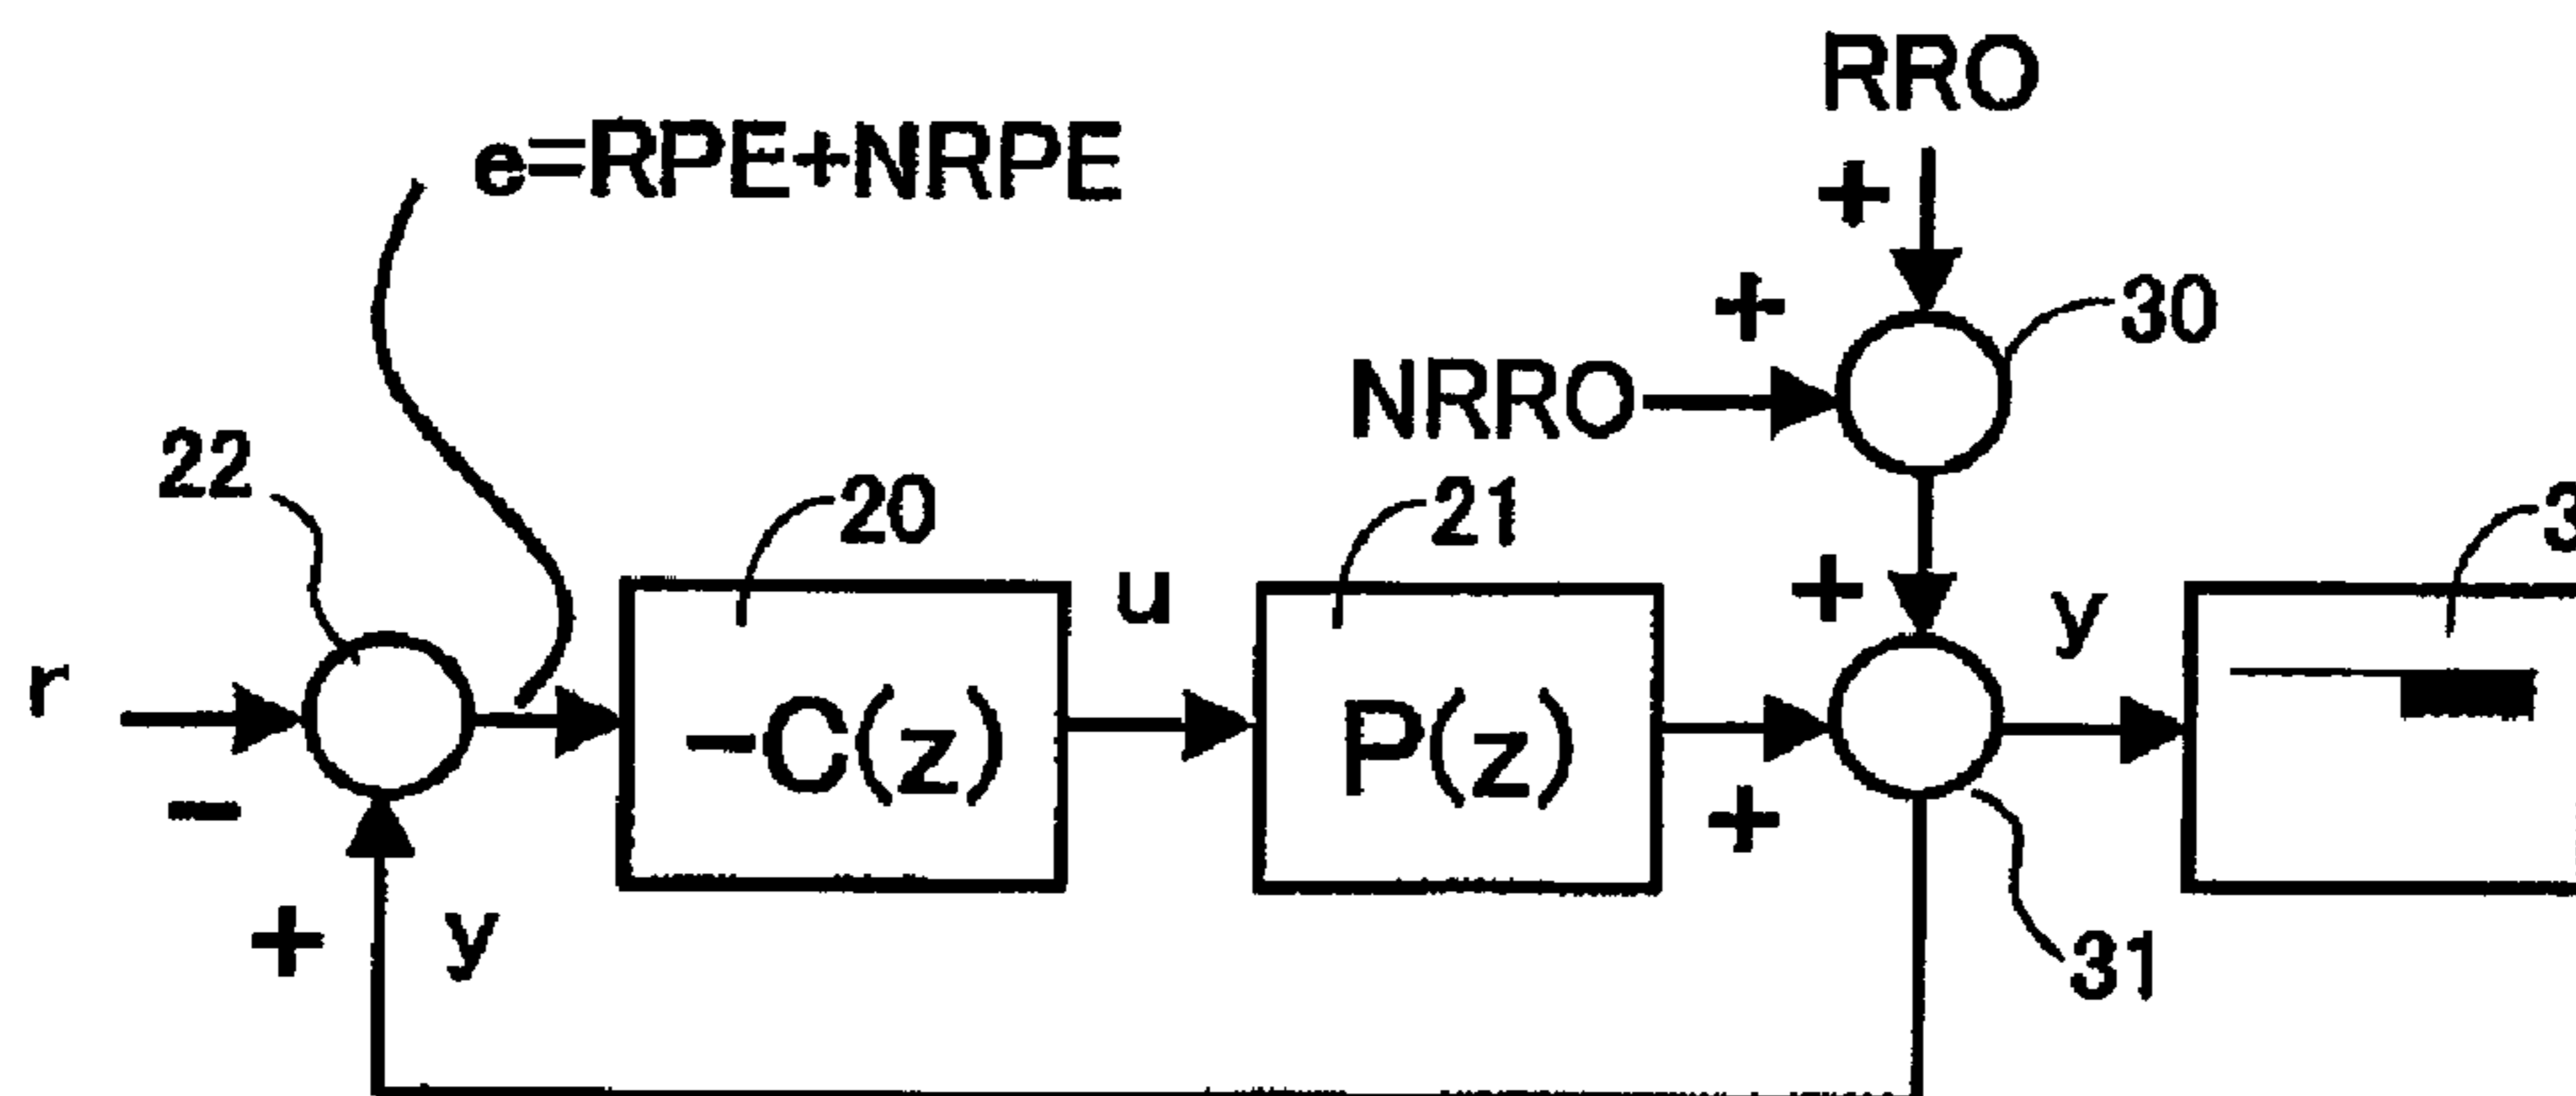 RRO
e=RPE+NRPE
+
+
30
NRRO
22
20
21
u
+
y
r
-C(z)
P(z)
-
+
+
y
31